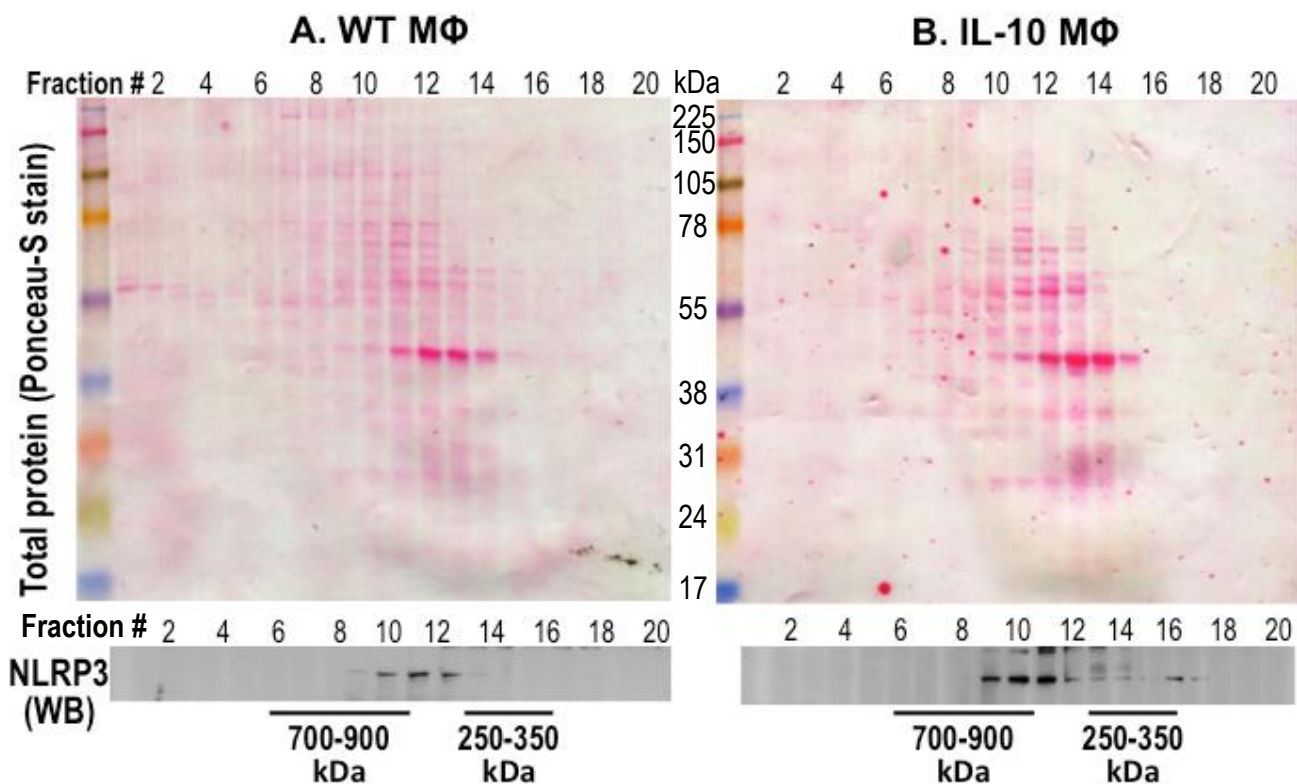 A. WT MΦ
B. IL-10 MΦ
Fraction # 2 4 6 8 10 12 14 16 18 20
kDa
2 4 6 8 10 12 14 16 18 20
Total protein (Ponceau-S stain)
225
150
105
78
55
38
31
24
17
Fraction # 2 4 6 8 10 12 14 16 18 20
2 4 6 8 10 12 14 16 18 20
NLRP3
(WB)
700-900
kDa
250-350
kDa
700-900
kDa
250-350
kDa